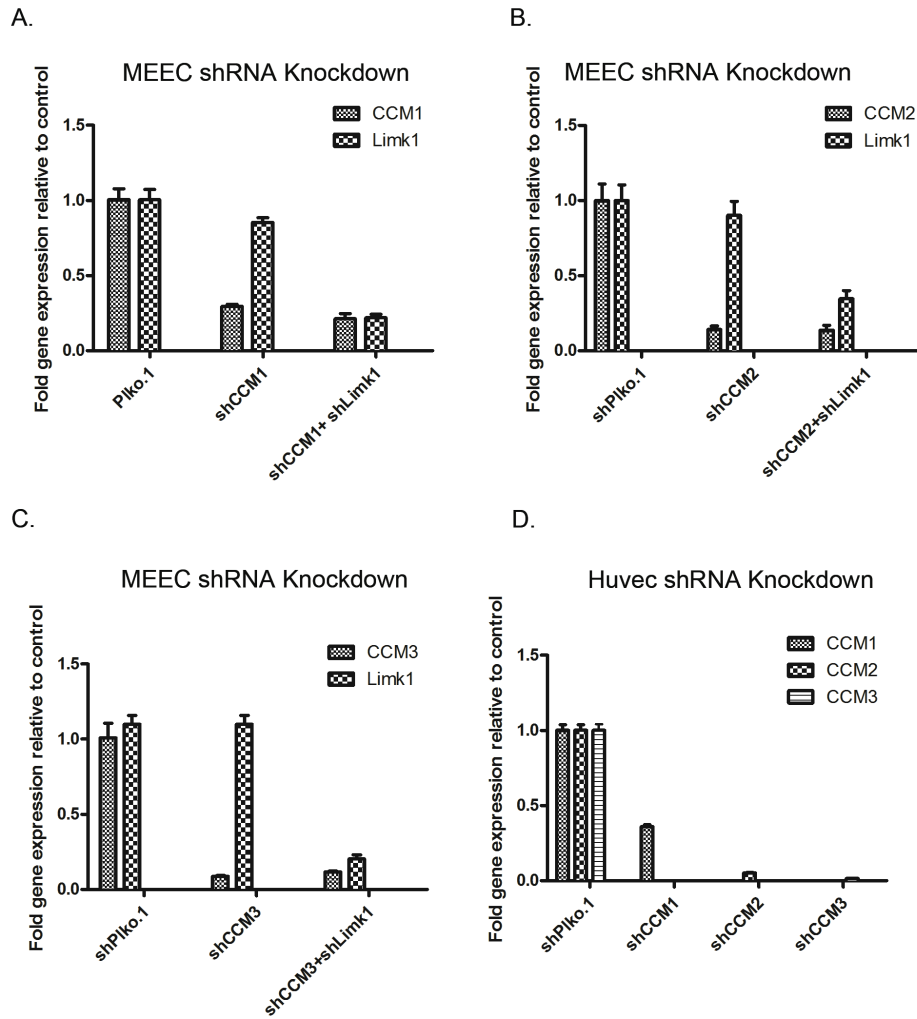 A.
MEEC shRNA Knockdown
CCM1
Limk1
Fold gene expression relative to control
1.5
1.0
0.5
0.0
Plko.1
shCCM1
shCCM1+ shLimk1
B.
MEEC shRNA Knockdown
CCM2
Limk1
Fold gene expression relative to control
1.5
1.0
0.5
0.0
shPlko.1
shCCM2
shCCM2+shLimk1
C.
MEEC shRNA Knockdown
CCM3
Limk1
Fold gene expression relative to control
1.5
1.0
0.5
0.0
shPlko.1
shCCM3
shCCM3+shLimk1
D.
Huvec shRNA Knockdown
CCM1
CCM2
CCM3
Fold gene expression relative to control
1.5
1.0
0.5
0.0
shPlko.1
shCCM1
shCCM2
shCCM3